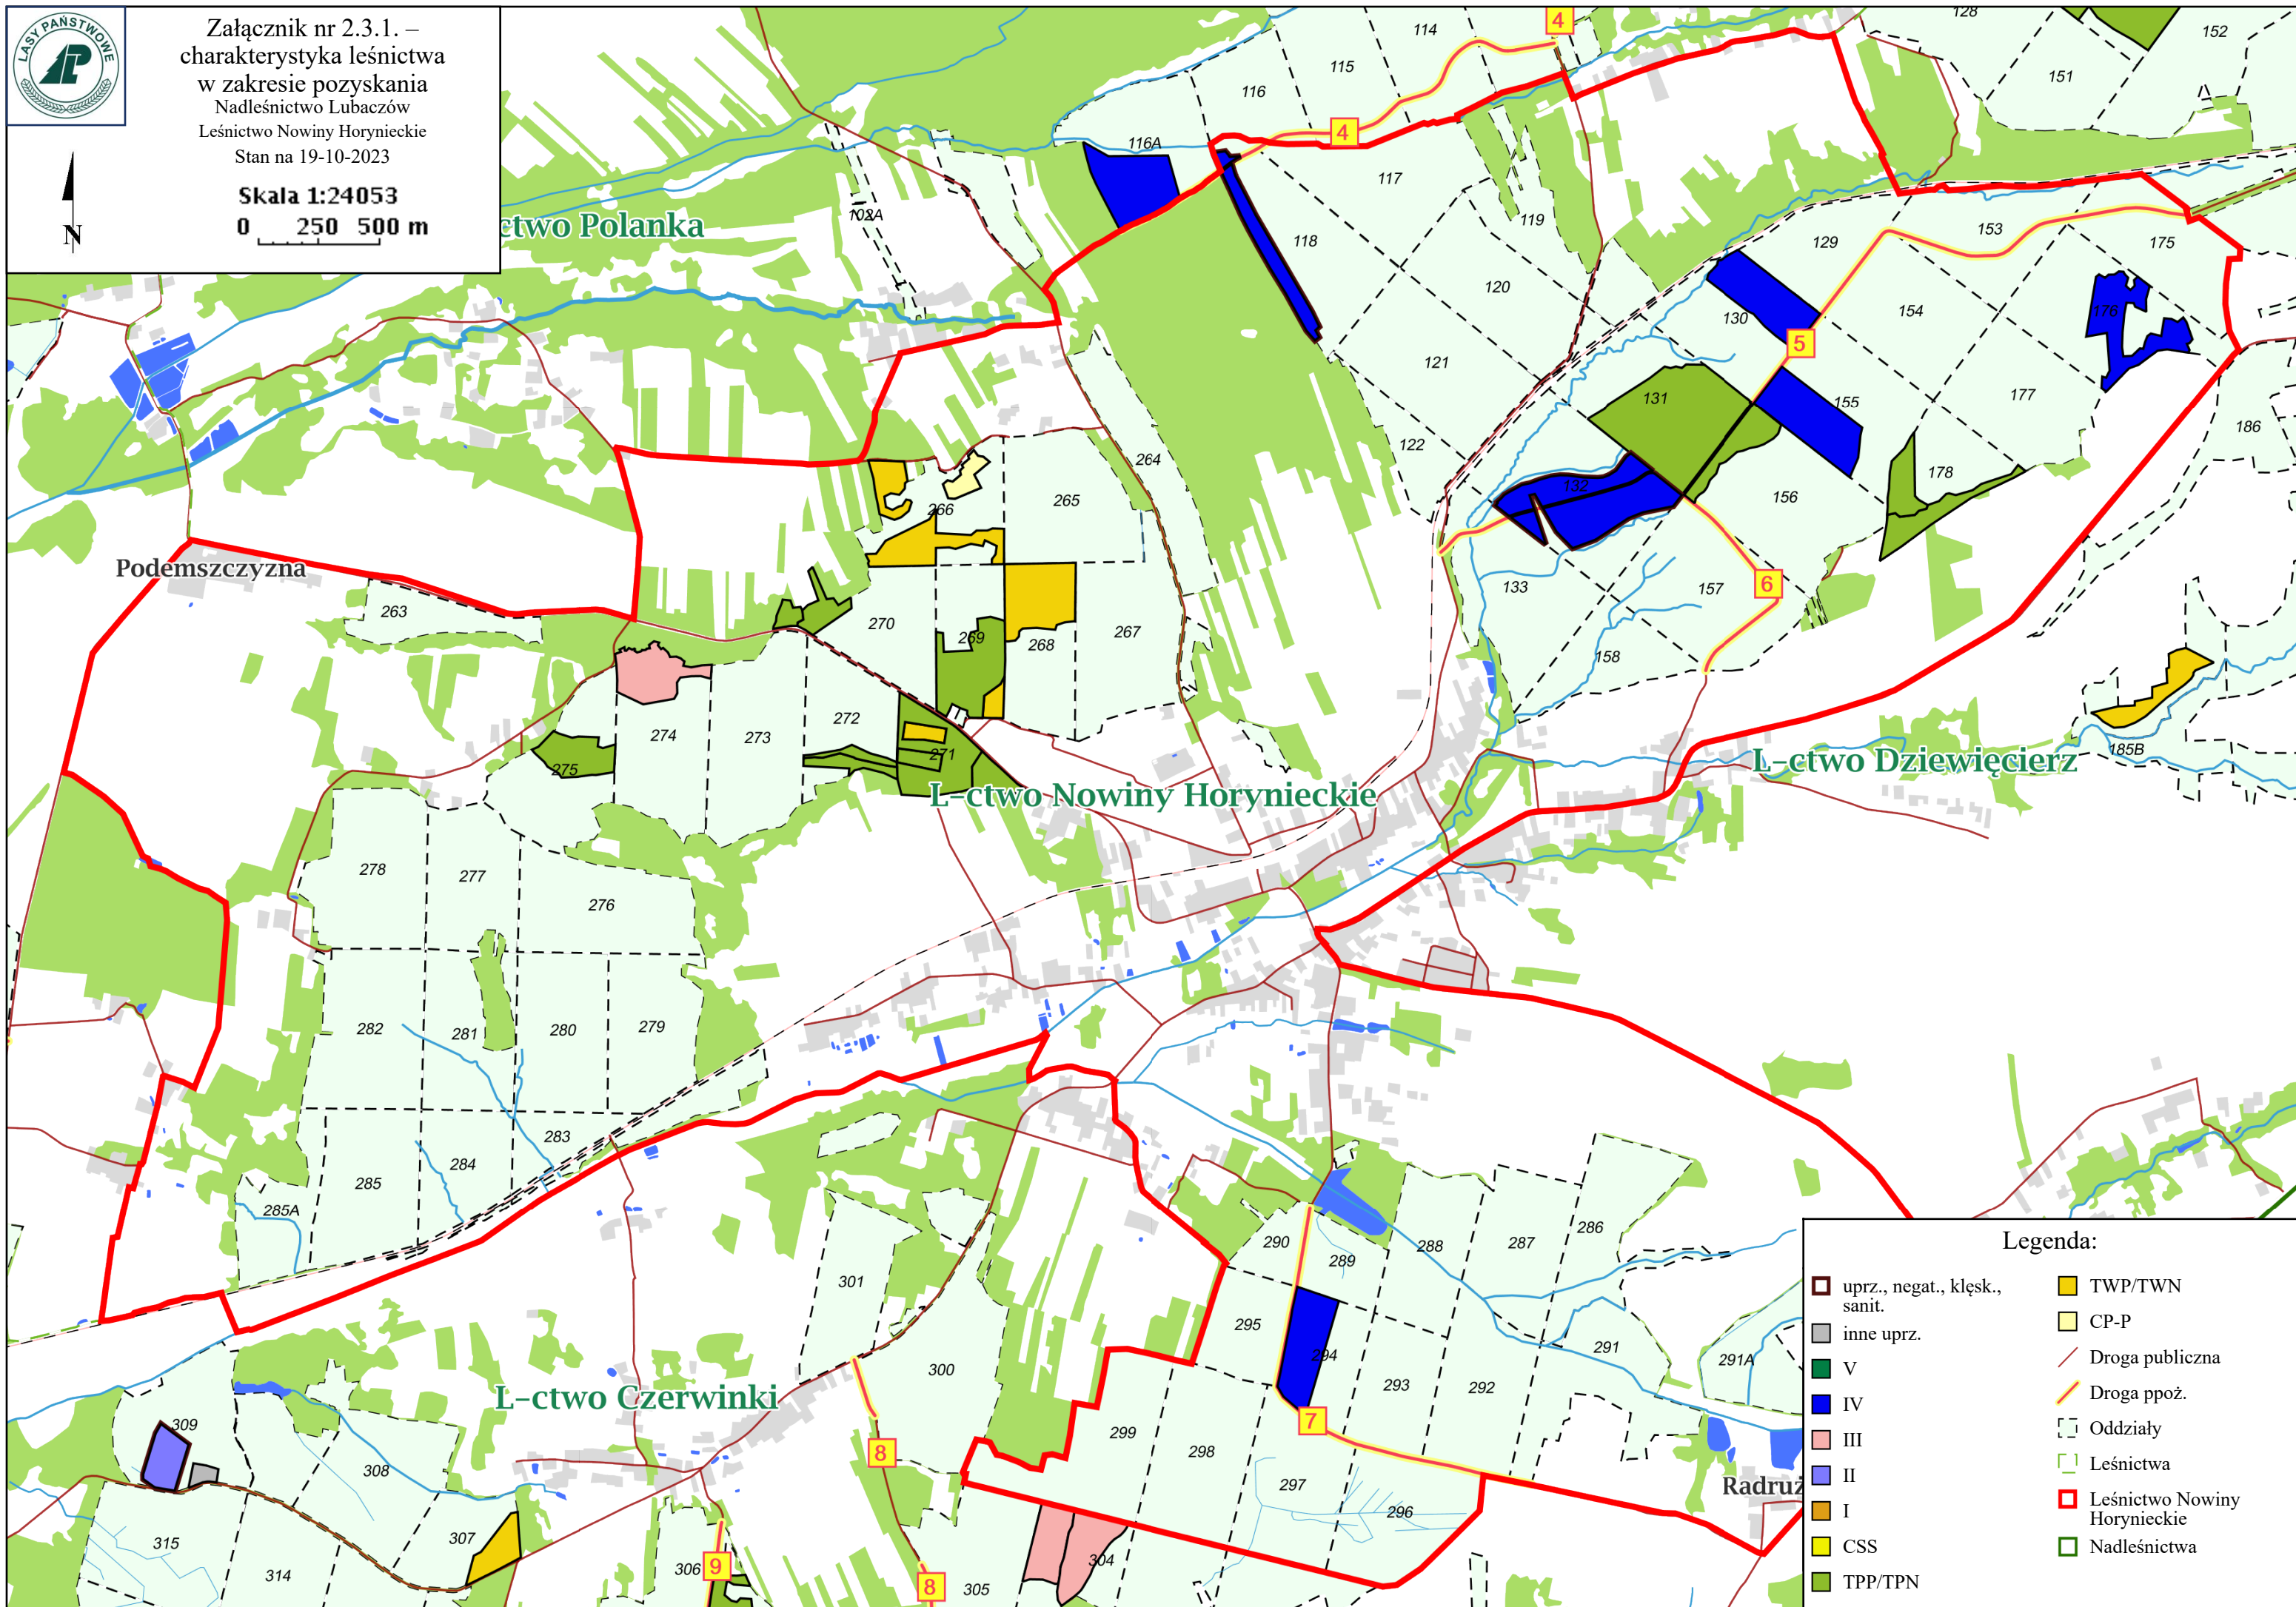 LASY PAŃSTWOWE
Załącznik nr 2.3.1. –
charakterystyka leśnictwa
w zakresie pozyskania
Nadleśnictwo Lubaczów
Leśnictwo Nowiny Horynieckie
Stan na 19-10-2023
Skala 1:24053
0 250 500 m
N
4
128
152
114
115
151
116
4
116A
117
102A
119
ctwo Polanka
118
129
153
175
120
130
154
176
5
121
131
155
177
186
122
264
178
132
156
265
266
Podemszczyzna
133
157
6
263
270
269
268
267
158
272
274
273
271
275
185B
L-ctwo Dziewięcierz
L-ctwo Nowiny Horynieckie
278
277
276
282
281
280
279
283
284
285
285A
290
289
288
287
286
301
295
294
291
291A
300
293
292
L-ctwo Czerwinki
309
7
299
8
298
308
297
Radruż
296
315
307
304
314
306
9
8
305
Legenda:
uprz., negat., klęsk.,
sanit.
inne uprz.
V
IV
III
II
I
CSS
TPP/TPN
TWP/TWN
CP-P
Droga publiczna
Droga ppoż.
Oddziały
Leśnictwa
Leśnictwo Nowiny
Horynieckie
Nadleśnictwa